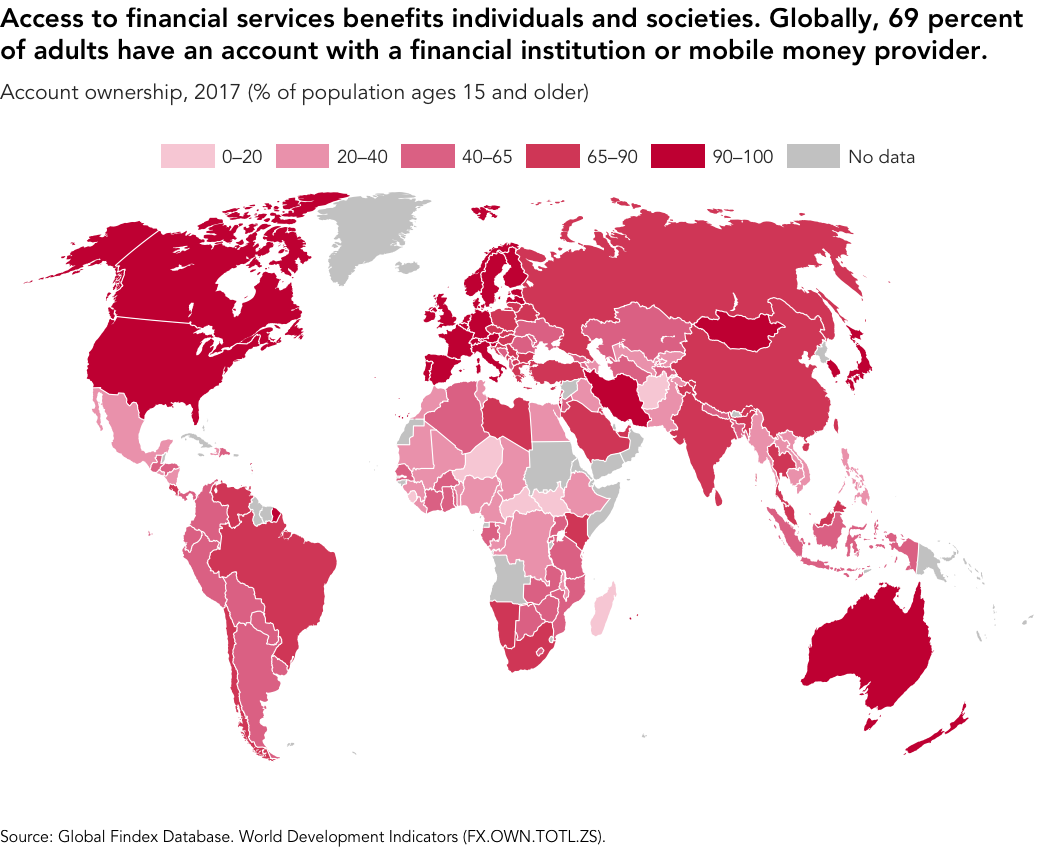 Access to financial services benefits individuals and societies. Globally, 69 percent
of adults have an account with a financial institution or mobile money provider.
Account ownership, 2017 (% of population ages 15 and older)
0–20 20–40 40–65 65–90 90–100 No data
Source: Global Findex Database. World Development Indicators (FX.OWN.TOTL.ZS).